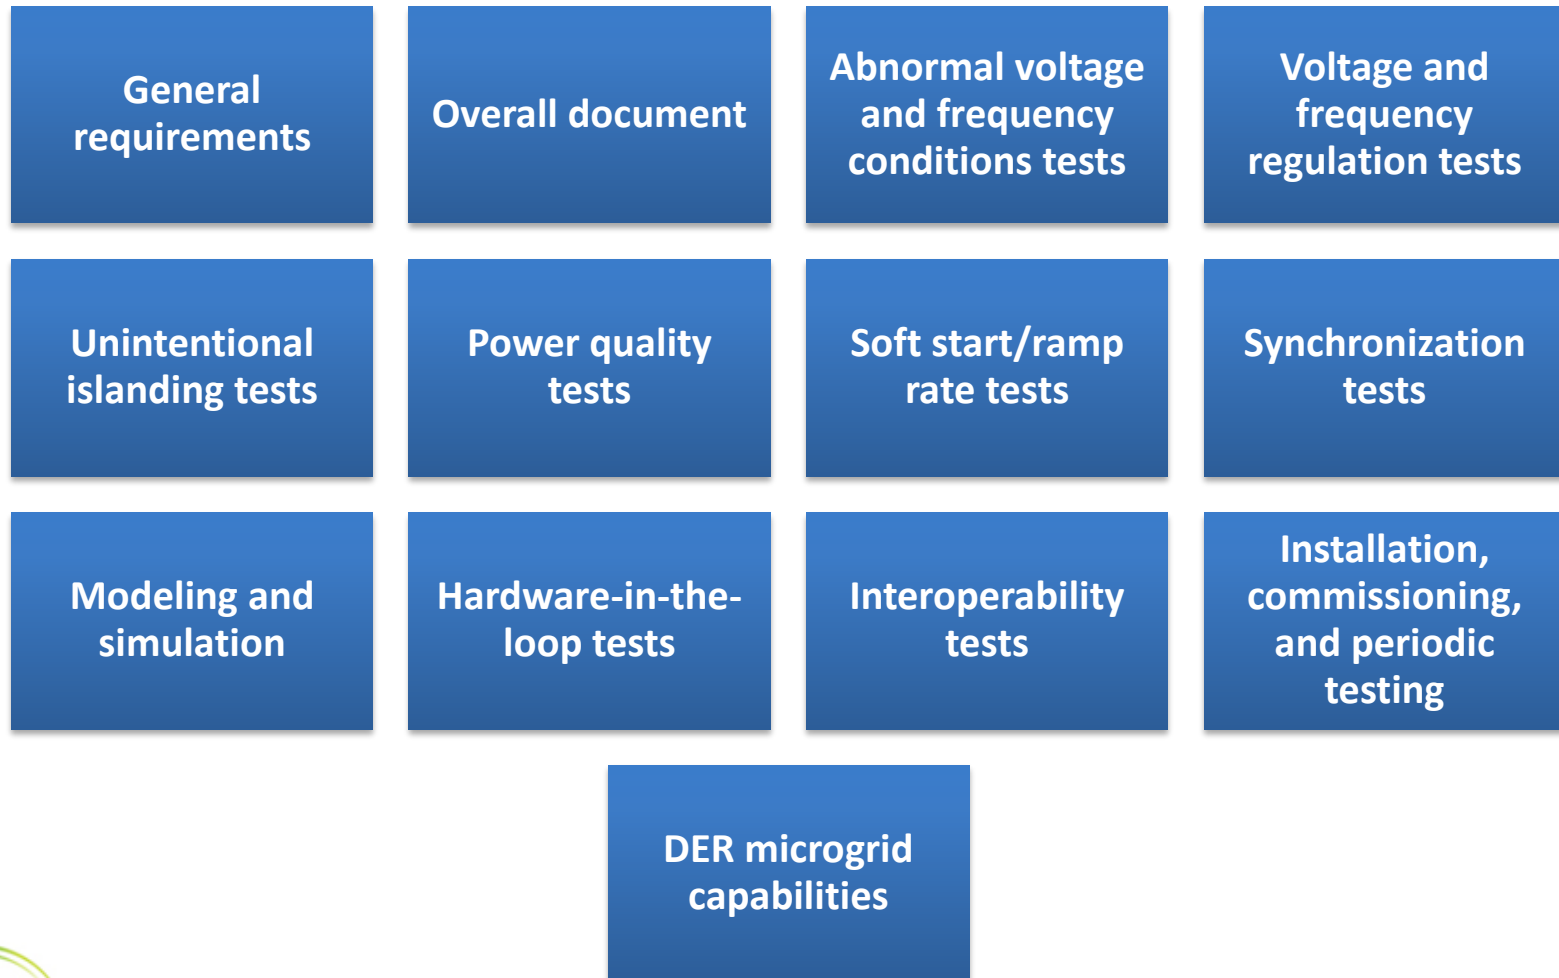 General
requirements
Overall document
Abnormal voltage
and frequency
conditions tests
Voltage and
frequency
regulation tests
Unintentional
islanding tests
Power quality
tests
Soft start/ramp
rate tests
Synchronization
tests
Modeling and
simulation
Hardware-in-the-
loop tests
Interoperability
tests
Installation,
commissioning,
and periodic
testing
DER microgrid
capabilities